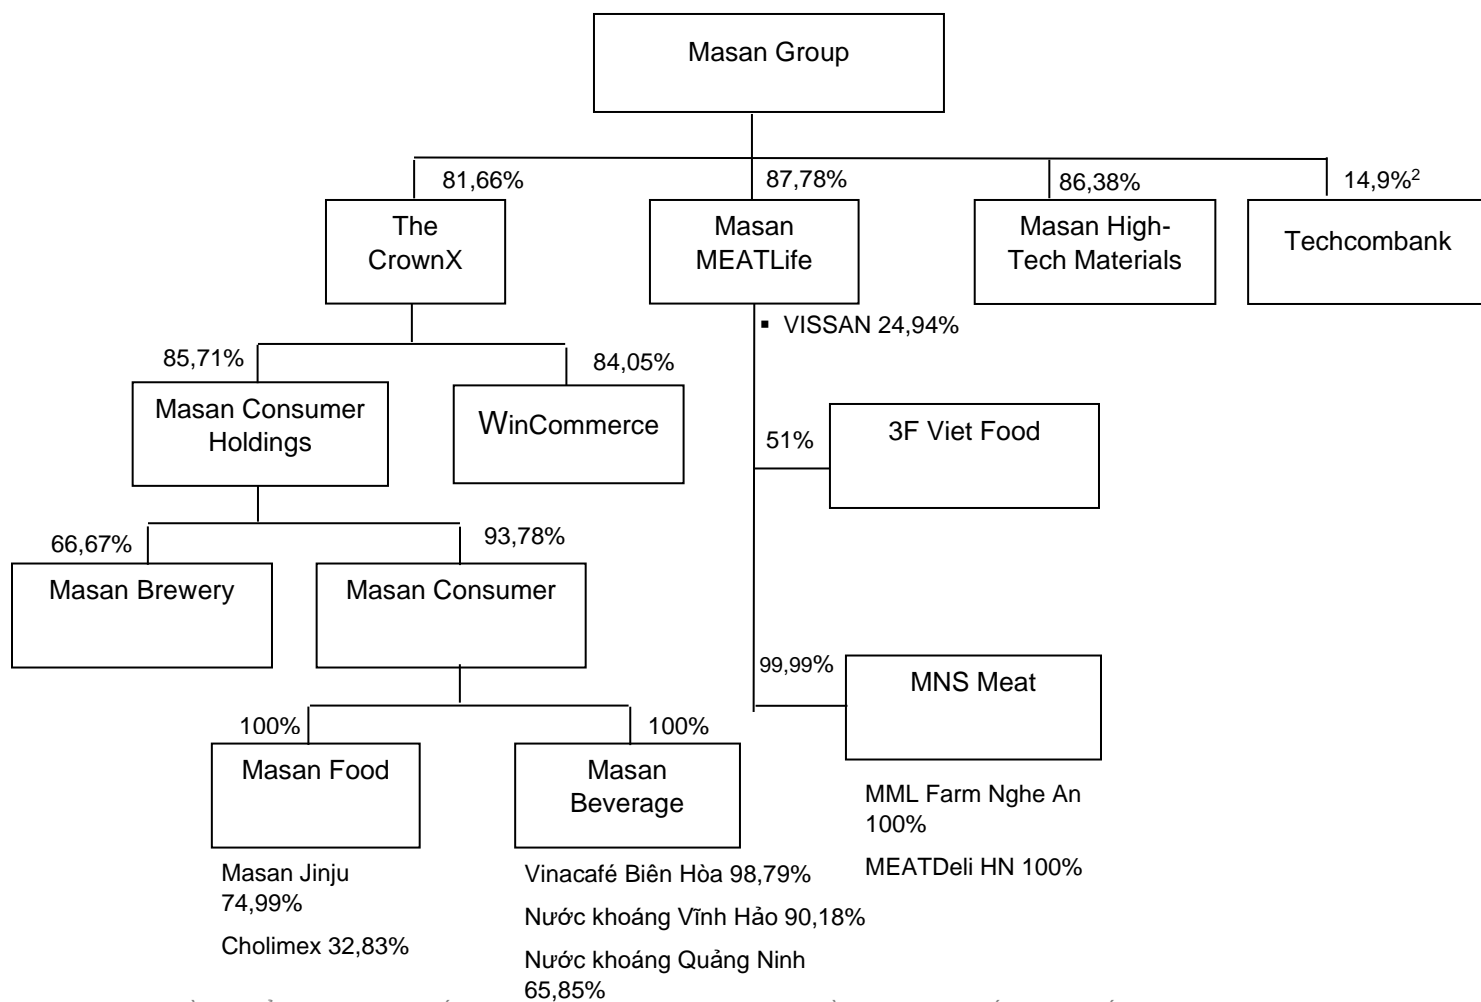 Masan Group
81,66%
87,78%
86,38%
14,9%²
The
CrownX
Masan
MEATLife
Masan High-
Tech Materials
Techcombank
▪ VISSAN 24,94%
85,71%
84,05%
Masan Consumer
Holdings
WinCommerce
51%
3F Viet Food
66,67%
93,78%
Masan Brewery
Masan Consumer
99,99%
MNS Meat
100%
100%
Masan Food
Masan
Beverage
MML Farm Nghe An
100%
MEATDeli HN 100%
Masan Jinju
74,99%
Cholimex 32,83%
Vinacafé Biên Hòa 98,79%
Nước khoáng Vĩnh Hảo 90,18%
Nước khoáng Quảng Ninh
65,85%